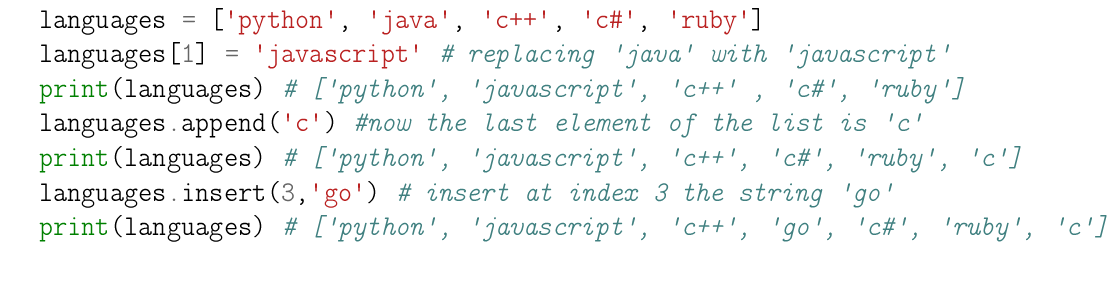 languages = ['python', 'java', 'c++', 'c#', 'ruby']
languages[1] = 'javascript' # replacing 'java' with 'javascript'
print(languages) # ['python', 'javascript', 'c++' , 'c#', 'ruby']
languages.append('c') #now the last element of the list is 'c'
print(languages) # ['python', 'javascript', 'c++', 'c#', 'ruby', 'c']
languages.insert(3,'go') # insert at index 3 the string 'go'
print(languages) # ['python', 'javascript', 'c++', 'go', 'c#', 'ruby', 'c']